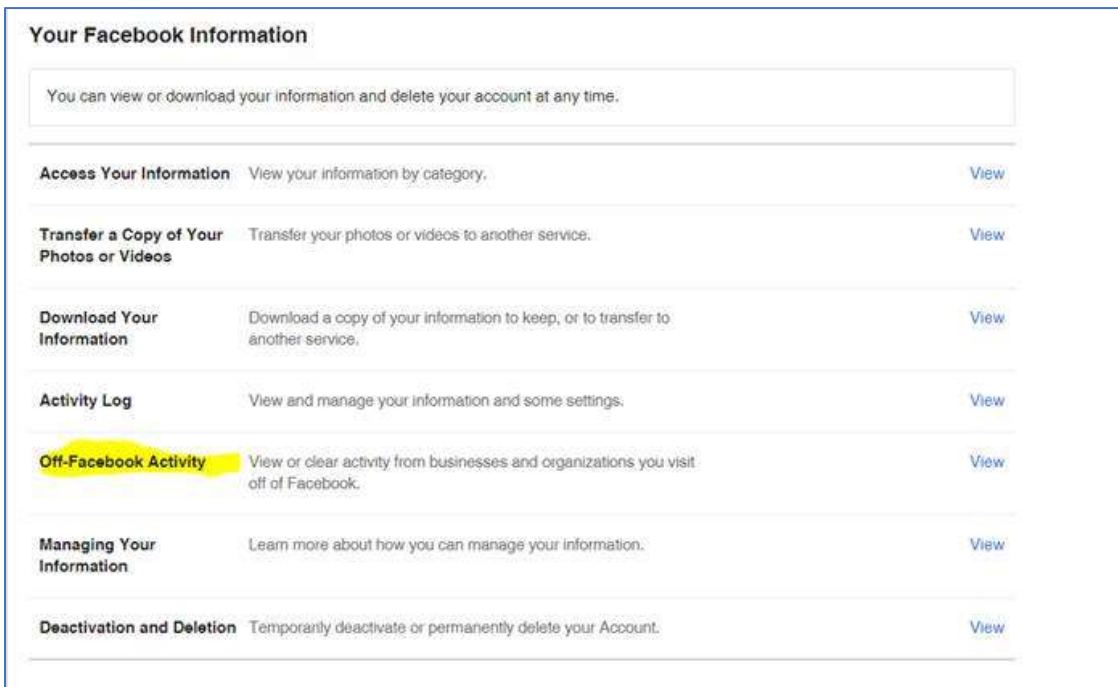 Your Facebook Information
You can view or download your information and delete your account at any time.
Access Your Information View your information by category. View
Transfer a Copy of Your Transfer your photos or videos to another service. View
Photos or Videos
Download Your Download a copy of your information to keep, or to transfer to View
Information another service.
Activity Log View and manage your information and some settings. View
Off-Facebook Activity View or clear activity from businesses and organizations you visit View
off of Facebook.
Managing Your Learn more about how you can manage your information. View
Information
Deactivation and Deletion Temporarily deactivate or permanently delete your Account. View